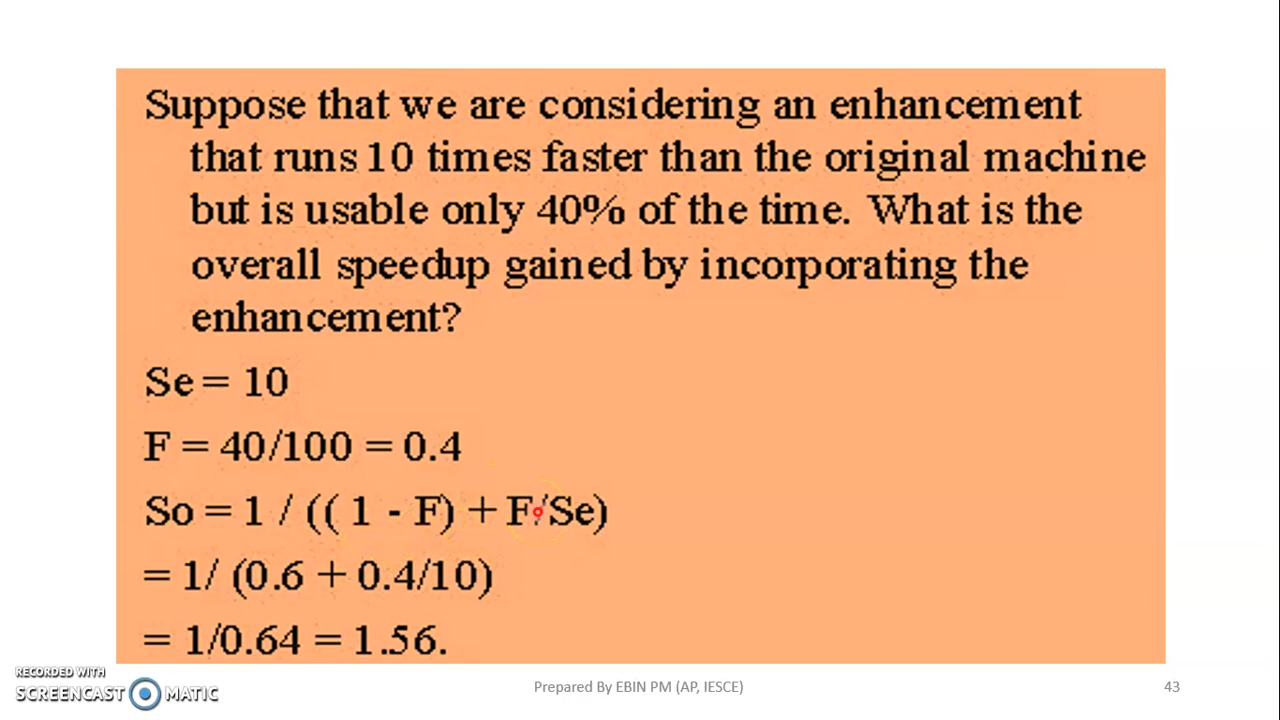 Suppose that we are considering an enhancement
that runs 10 times faster than the original machine
but is usable only 40% of the time. What is the
overall speedup gained by incorporating the
enhancement?
Se = 10
F = 40/100 = 0.4
So = 1 / (( 1 - F) + F/Se)
= 1/ (0.6 + 0.4/10)
= 1/0.64 = 1.56.
RECORDED WITH
SCREENCAST MATIC
Prepared By EBIN PM (AP, IESCE)
43